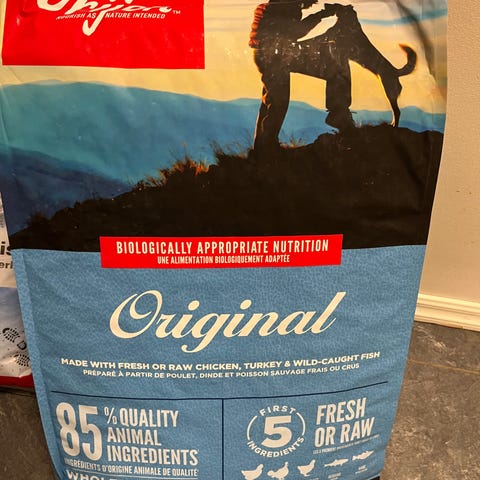 Orijen™
NOURISH AS NATURE INTENDED™
BIOLOGICALLY APPROPRIATE NUTRITION
UNE ALIMENTATION BIOLOGIQUEMENT ADAPTÉE
Original
MADE WITH FRESH OR RAW CHICKEN, TURKEY & WILD-CAUGHT FISH
PRÉPARÉ À PARTIR DE POULET, DINDE ET POISSON SAUVAGE FRAIS OU CRUS
85% QUALITY
ANIMAL
INGREDIENTS
INGRÉDIENTS D'ORIGINE ANIMALE DE QUALITÉ
FIRST
5
INGREDIENTS
FRESH
OR RAW